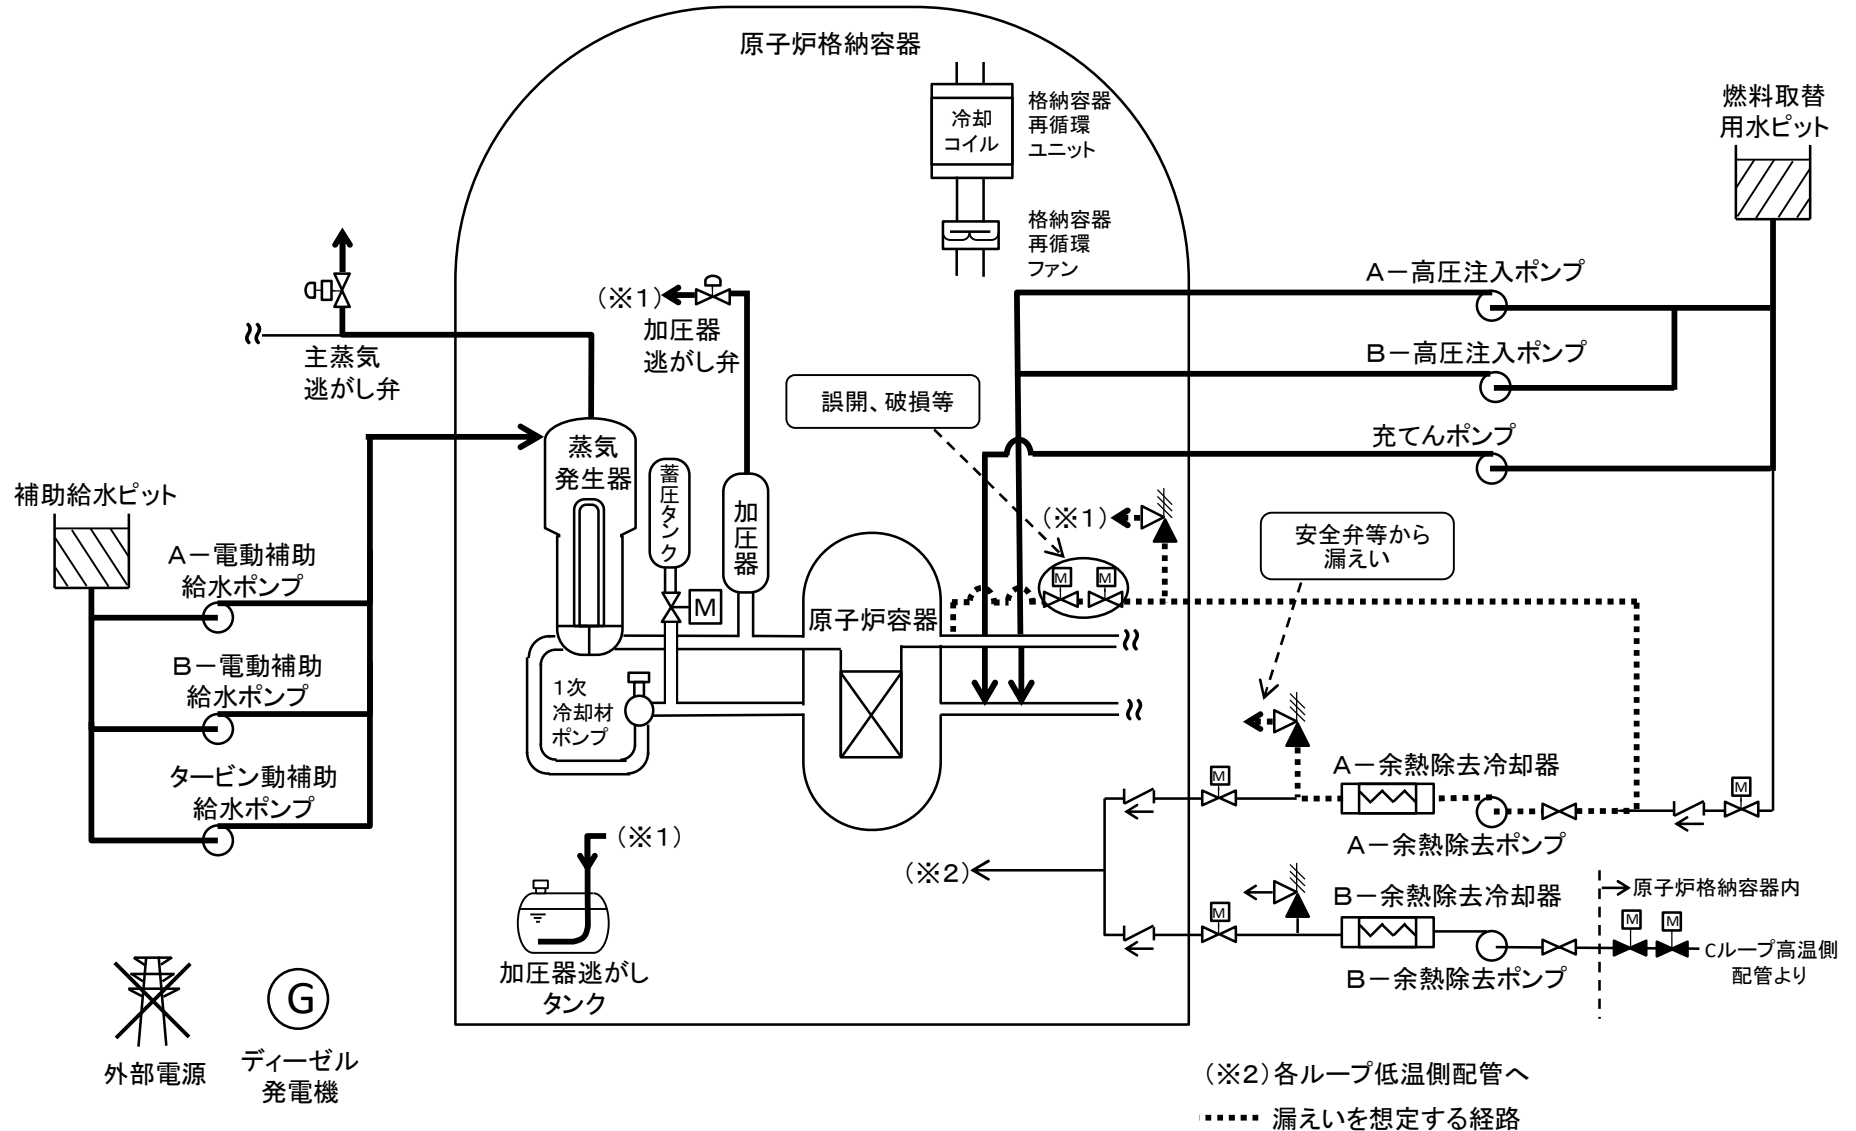 原子炉格納容器
冷却
コイル
格納容器
再循環
ユニット
格納容器
再循環
ファン
燃料取替
用水ピット
A－高圧注入ポンプ
B－高圧注入ポンプ
充てんポンプ
(※1)
加圧器
逃がし弁
主蒸気
逃がし弁
誤開、破損等
蒸気
発生器
蓄圧タンク
加圧器
M
(※1)
M
M
安全弁等から
漏えい
補助給水ピット
A－電動補助
給水ポンプ
B－電動補助
給水ポンプ
タービン動補助
給水ポンプ
原子炉容器
1次
冷却材
ポンプ
M
A－余熱除去冷却器
M
A－余熱除去ポンプ
(※1)
(※2)
M
B－余熱除去冷却器
B－余熱除去ポンプ
原子炉格納容器内
M
M
Cループ高温側
配管より
加圧器逃がし
タンク
外部電源
G
ディーゼル
発電機
(※2)各ループ低温側配管へ
漏えいを想定する経路